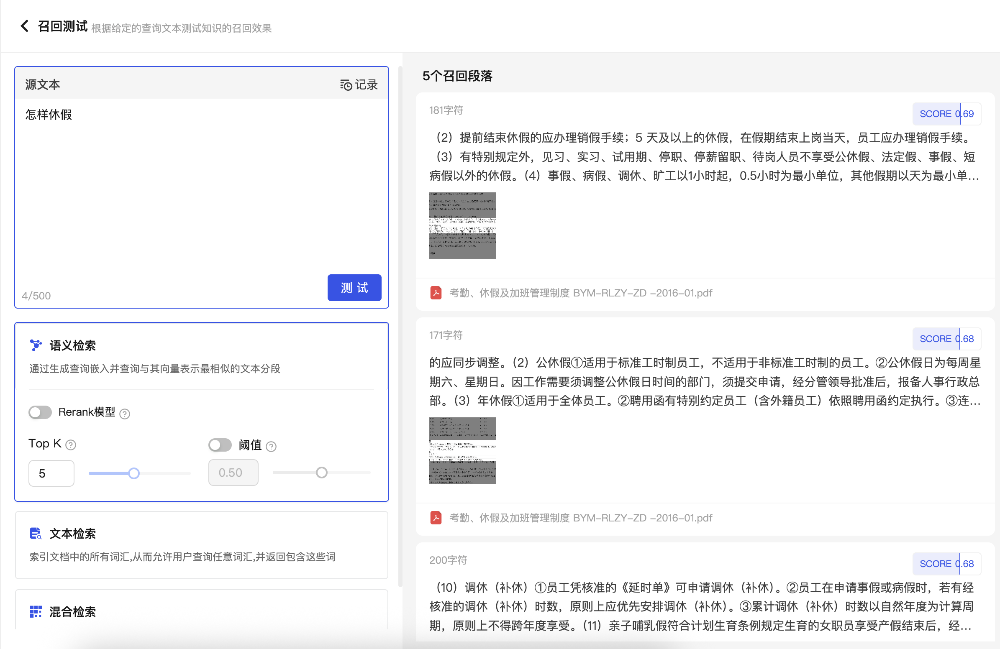 召回测试 根据给定的查询文本测试知识的召回效果
源文本
记录
怎样休假
4/500
测 试
语义检索
通过生成查询嵌入并查询与其向量表示最相似的文本分段
Rerank模型
Top K
阈值
5
0.50
文本检索
索引文档中的所有词汇,从而允许用户查询任意词汇,并返回包含这些词
混合检索
5个召回段落
181字符
SCORE 0.69
（2）提前结束休假的应办理销假手续；5 天及以上的休假，在假期结束上岗当天，员工应办理销假手续。
（3）有特别规定外，见习、实习、试用期、停职、停薪留职、待岗人员不享受公休假、法定假、事假、短
病假以外的休假。（4）事假、病假、调休、旷工以1小时起，0.5小时为最小单位，其他假期以天为最小单...
考勤、休假及加班管理制度 BYM-RLZY-ZD -2016-01.pdf
171字符
SCORE 0.68
的应同步调整。（2）公休假①适用于标准工时制员工，不适用于非标准工时制的员工。②公休假日为每周星
期六、星期日。因工作需要须调整公休假日时间的部门，须提交申请，经分管领导批准后，报备人事行政总
部。（3）年休假①适用于全体员工。②聘用函有特别约定员工（含外籍员工）依照聘用函约定执行。③连...
考勤、休假及加班管理制度 BYM-RLZY-ZD -2016-01.pdf
200字符
SCORE 0.68
（10）调休（补休）①员工凭核准的《延时单》可申请调休（补休）。②员工在申请事假或病假时，若有经
核准的调休（补休）时数，原则上应优先安排调休（补休）。③累计调休（补休）时数以自然年度为计算周
期，原则上不得跨年度享受。（11）亲子哺乳假符合计划生育条例规定生育的女职员享受产假结束后，经...